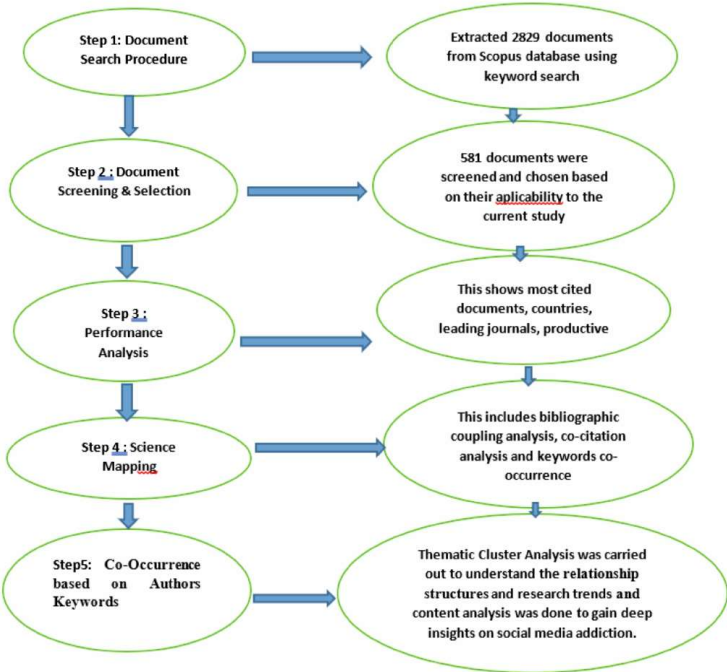 Step 1: Document
Search Procedure
Extracted 2829 documents
from Scopus database using
keyword search
Step 2 : Document
Screening & Selection
581 documents were
screened and chosen based
on their aplicability to the
current study
Step 3 :
Performance
Analysis
This shows most cited
documents, countries,
leading journals, productive
Step 4 : Science
Mapping
This includes bibliographic
coupling analysis, co-citation
analysis and keywords co-
occurrence
Step5: Co-Occurrence
based on Authors
Keywords
Thematic Cluster Analysis was carried
out to understand the relationship
structures and research trends and
content analysis was done to gain deep
insights on social media addiction.